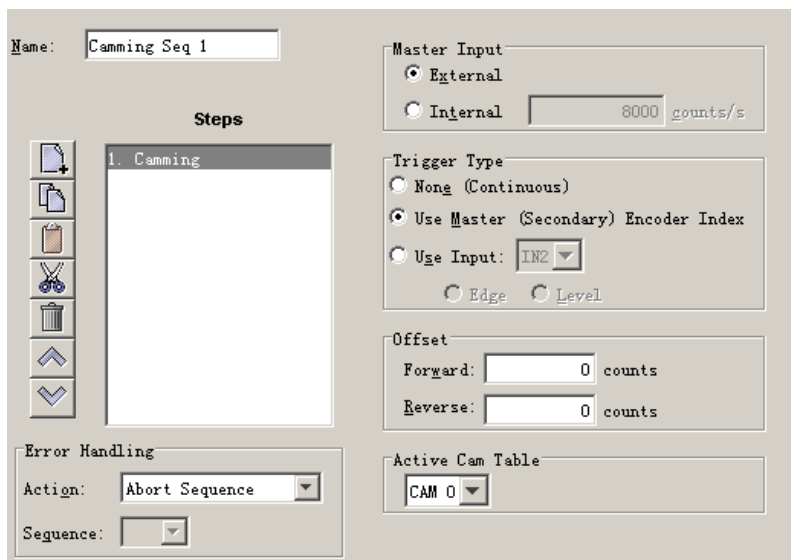 Name: Camming Seq 1
Steps
1. Camming
Error Handling
Action: Abort Sequence
Sequence:
Master Input
External
Internal 8000 counts/s
Trigger Type
None (Continuous)
Use Master (Secondary) Encoder Index
Use Input: IN2
Edge Level
Offset
Forward: 0 counts
Reverse: 0 counts
Active Cam Table
CAM 0